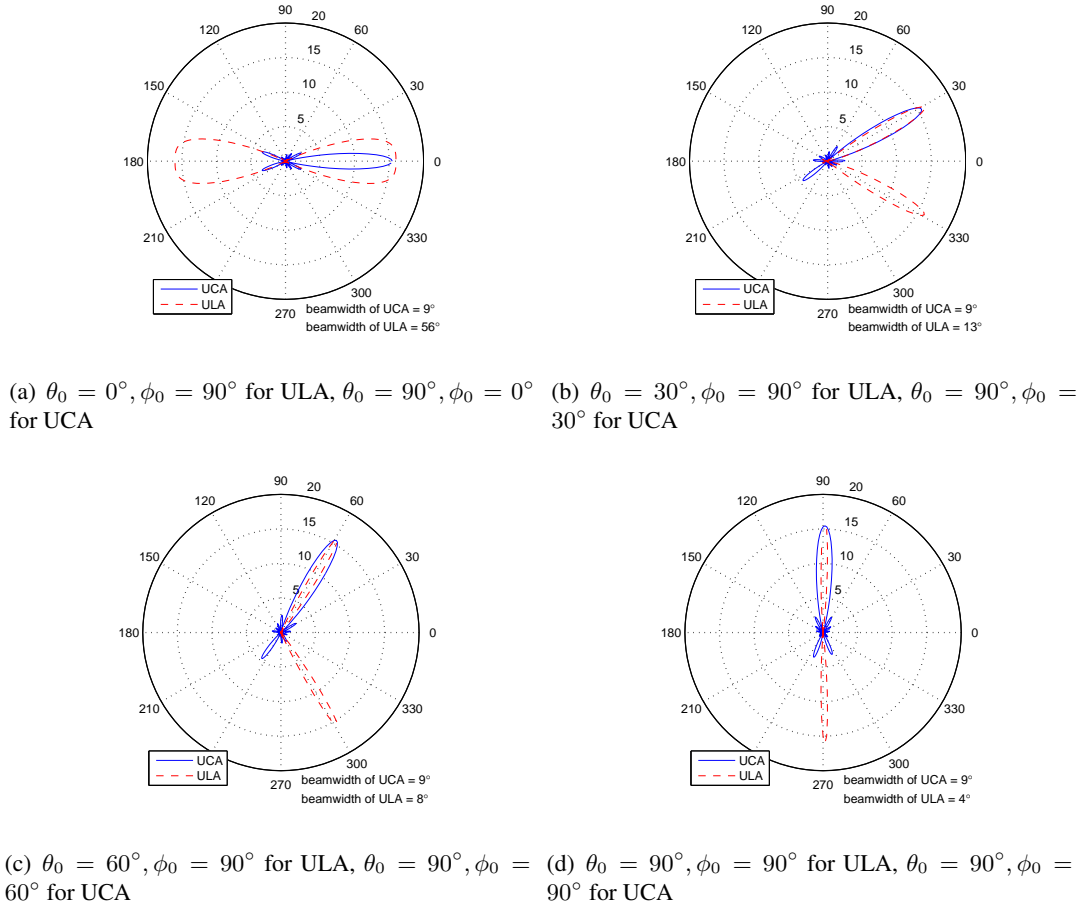 90
120
60
150
30
180
0
210
330
300
270
5
10
15
20
UCA
ULA
beamwidth of UCA = 9°
beamwidth of ULA = 56°
90
120
60
150
30
180
0
210
330
300
270
5
10
15
20
UCA
ULA
beamwidth of UCA = 9°
beamwidth of ULA = 13°
(a) θ₀ = 0°, ϕ₀ = 90° for ULA, θ₀ = 90°, ϕ₀ = 0°
for UCA
(b) θ₀ = 30°, ϕ₀ = 90° for ULA, θ₀ = 90°, ϕ₀ =
30° for UCA
90
120
60
150
30
180
0
210
330
300
270
5
10
15
20
UCA
ULA
beamwidth of UCA = 9°
beamwidth of ULA = 8°
90
120
60
150
30
180
0
210
330
300
270
5
10
15
20
UCA
ULA
beamwidth of UCA = 9°
beamwidth of ULA = 4°
(c) θ₀ = 60°, ϕ₀ = 90° for ULA, θ₀ = 90°, ϕ₀ =
60° for UCA
(d) θ₀ = 90°, ϕ₀ = 90° for ULA, θ₀ = 90°, ϕ₀ =
90° for UCA